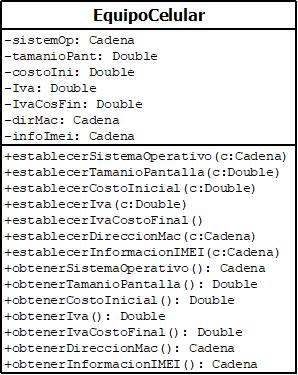 EquipoCelular
-sistemOp: Cadena
-tamanioPant: Double
-costoIni: Double
-Iva: Double
-IvaCosFin: Double
-dirMac: Cadena
-infoImei: Cadena
+establecerSistemaOperativo(c:Cadena)
+establecerTamanioPantalla(c:Double)
+establecerCostoInicial(c:Double)
+establecerIva(c:Double)
+establecerIvaCostoFinal()
+establecerDireccionMac(c:Cadena)
+establecerInformacionIMEI(c:Cadena)
+obtenerSistemaOperativo(): Cadena
+obtenerTamanioPantalla(): Double
+obtenerCostoInicial(): Double
+obtenerIva(): Double
+obtenerIvaCostoFinal(): Double
+obtenerDireccionMac(): Cadena
+obtenerInformacionIMEI(): Cadena